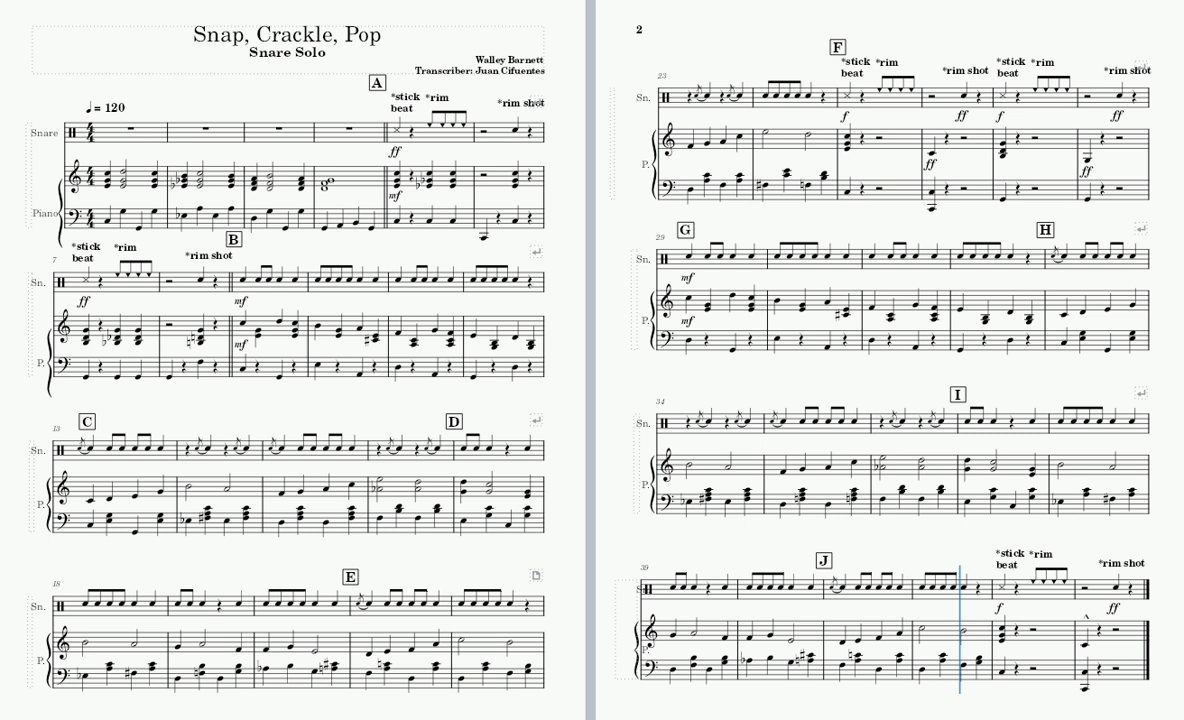 Snap, Crackle, Pop
Snare Solo
Walley Barnett
Transcriber: Juan Cifuentes
A
♩ = 120
*stick
beat
*rim
*rim shot
Snare
ff
mf
Piano
B
*stick
beat
*rim
*rim shot
7
Sn.
ff
mf
mf
P.
C
D
13
Sn.
P.
E
18
Sn.
P.
2
F
*stick
beat
*rim
*rim shot
*stick
beat
*rim
*rim shot
23
Sn.
f
ff
f
ff
P.
ff
ff
G
H
29
Sn.
mf
mf
P.
I
34
Sn.
P.
J
*stick
beat
*rim
*rim shot
39
f
ff
P.